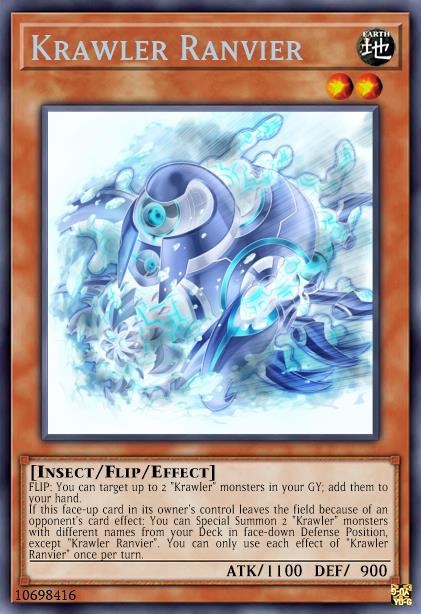 Krawler Ranvier
EARTH
地
[Insect/Flip/Effect]
FLIP: You can target up to 2 "Krawler" monsters in your GY; add them to
your hand.
If this face-up card in its owner's control leaves the field because of an
opponent's card effect: You can Special Summon 2 "Krawler" monsters
with different names from your Deck in face-down Defense Position,
except "Krawler Ranvier". You can only use each effect of "Krawler
Ranvier" once per turn.
ATK/1100 DEF/ 900
10698416